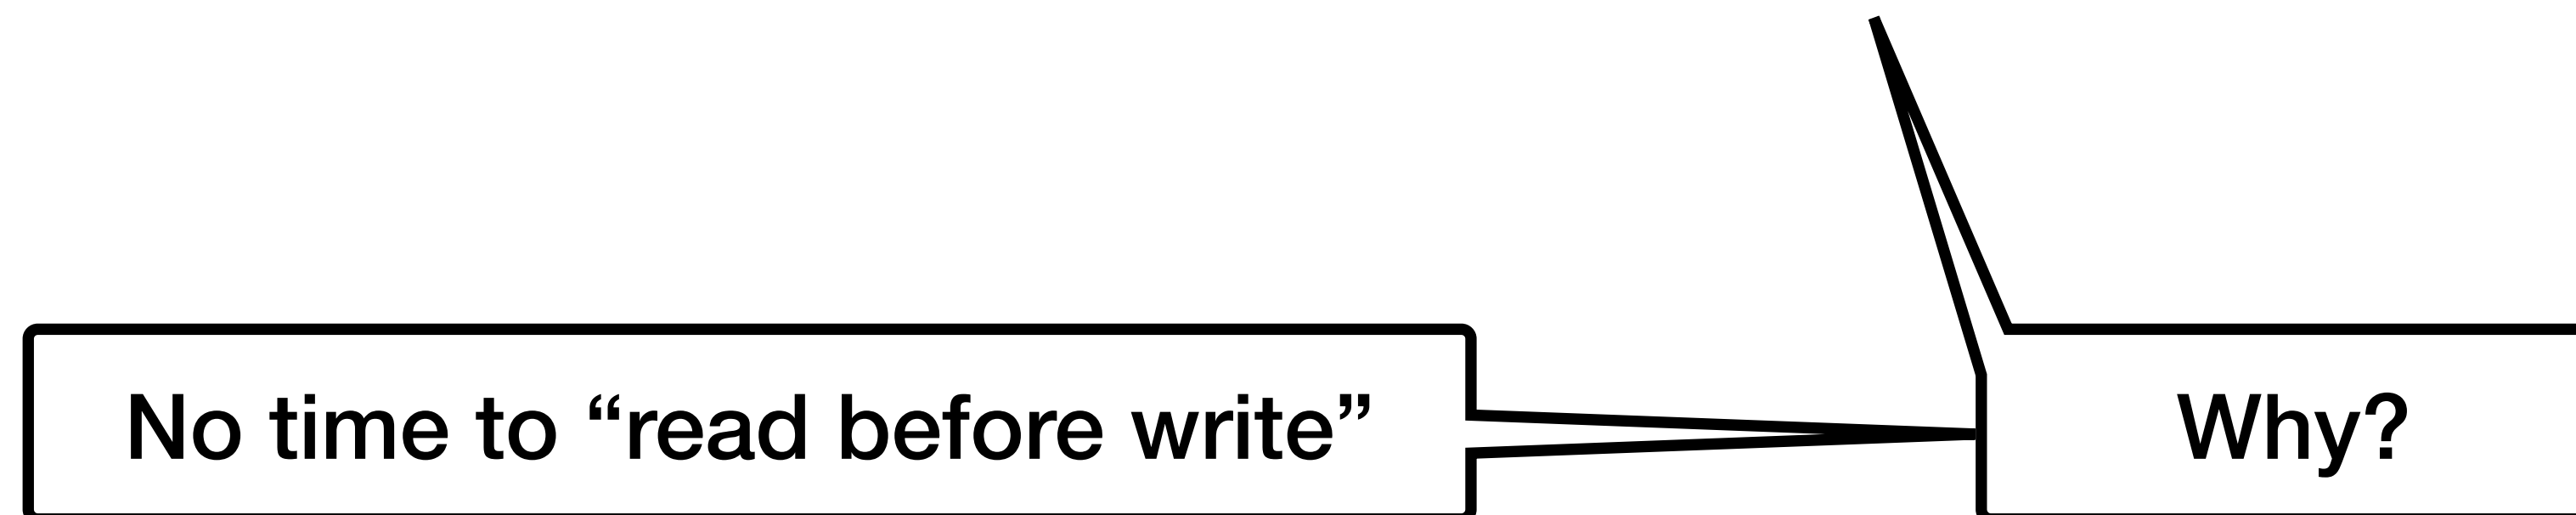 No time to “read before write”
Why?